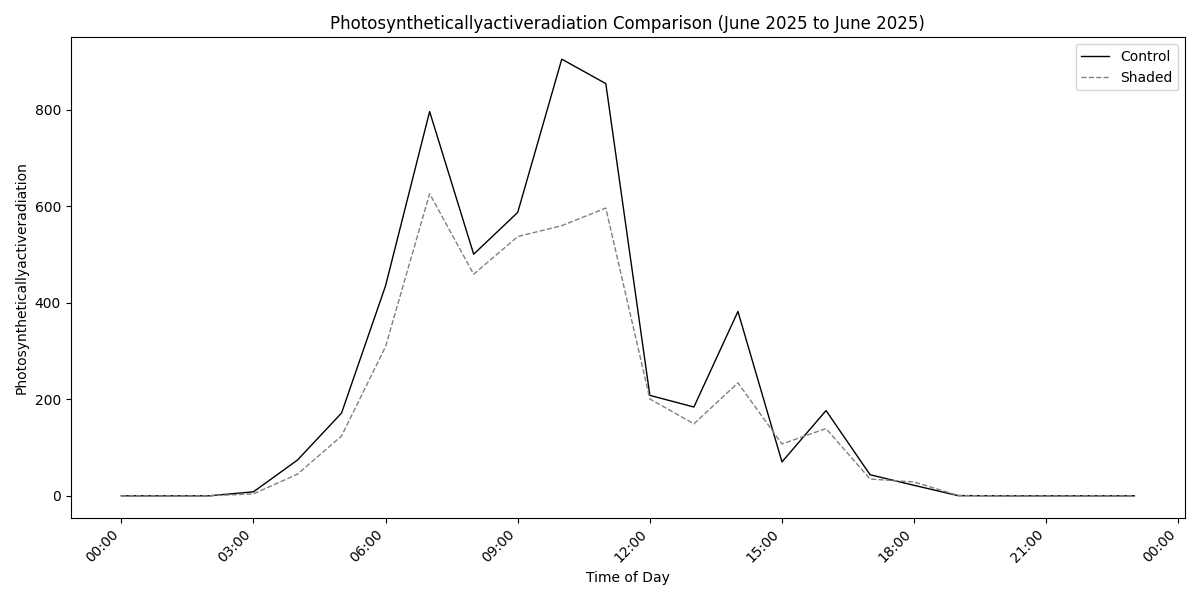 Photosyntheticallyactiveradiation Comparison (June 2025 to June 2025)
Control
Shaded
Photosyntheticallyactiveradiation
800
600
400
200
0
00:00
03:00
06:00
09:00
12:00
15:00
18:00
21:00
00:00
Time of Day